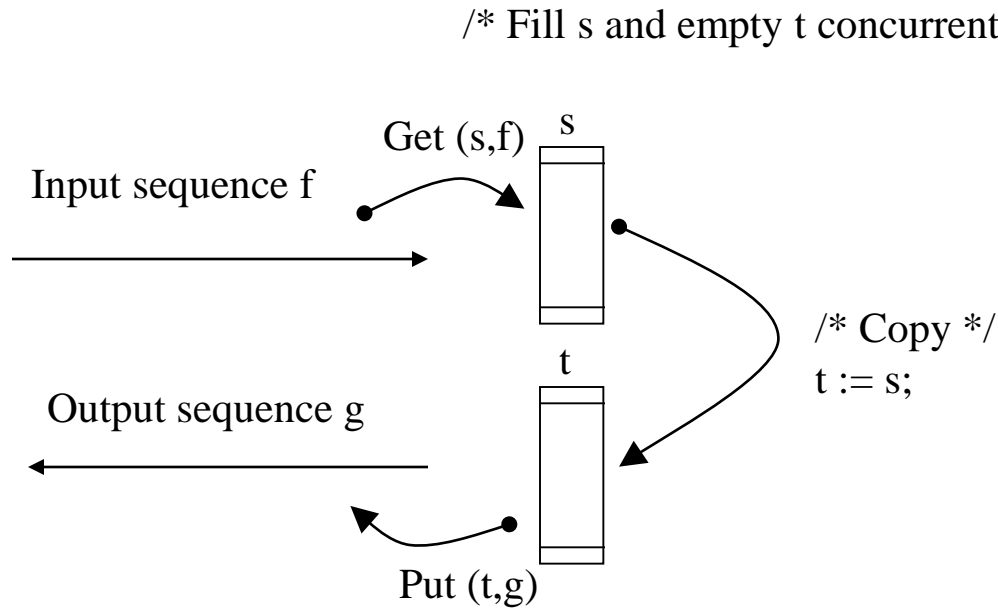 /* Fill s and empty t concurrent
Get (s,f)
s
Input sequence f
/* Copy */
t := s;
t
Output sequence g
Put (t,g)